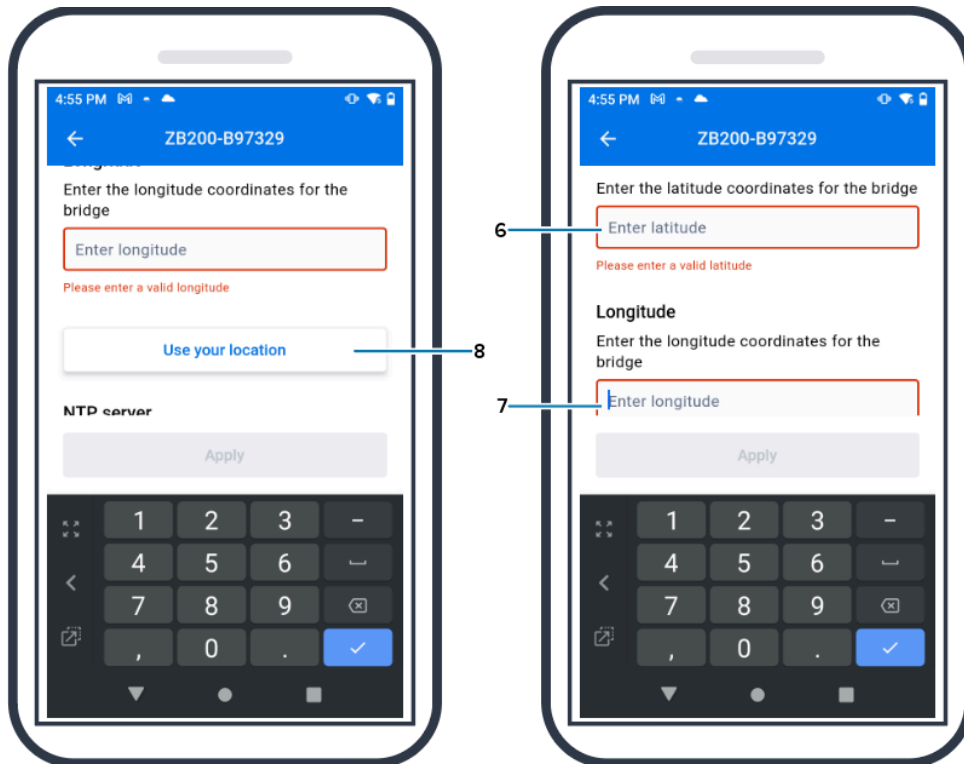 4:55 PM
ZB200-B97329
Longitude
Enter the longitude coordinates for the
bridge
Enter longitude
Please enter a valid longitude
Use your location
NTP server
Apply
1 2 3 -
4 5 6
7 8 9
, 0 .
8
4:55 PM
ZB200-B97329
Enter the latitude coordinates for the bridge
6
Enter latitude
Please enter a valid latitude
Longitude
Enter the longitude coordinates for the
bridge
7
Enter longitude
Apply
1 2 3 -
4 5 6
7 8 9
, 0 .